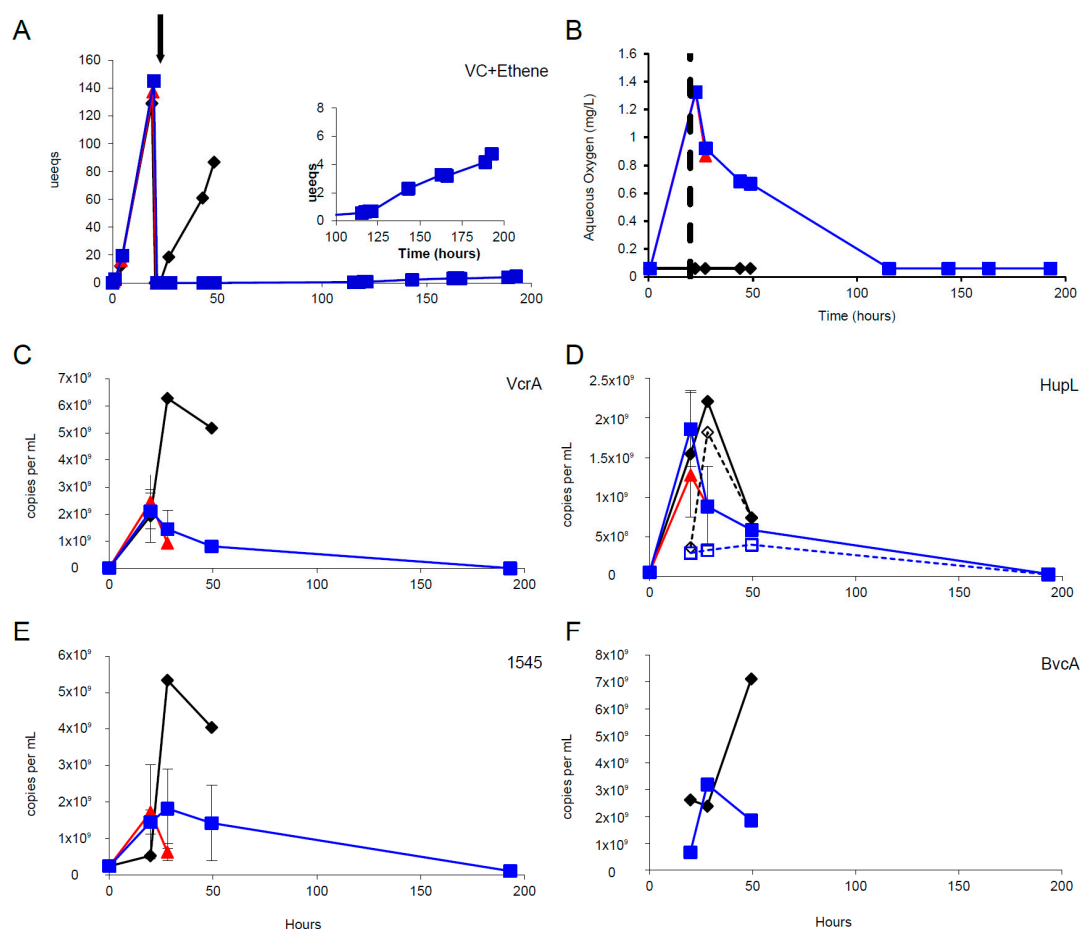 A
VC+Ethene
ueeqs
160
140
120
100
80
60
40
20
0
0
50
100
150
200
ueeqs
8
6
4
2
0
100
125
150
175
200
Time (hours)
B
Aqueous Oxygen (mg/L)
1.6
1.4
1.2
1
0.8
0.6
0.4
0.2
0
0
50
100
150
200
Time (hours)
C
VcrA
copies per mL
7x10⁹
6x10⁹
5x10⁹
4x10⁹
3x10⁹
2x10⁹
1x10⁹
0
0
50
100
150
200
D
HupL
copies per mL
2.5x10⁹
2x10⁹
1.5x10⁹
1x10⁹
5x10⁸
0
0
50
100
150
200
E
1545
copies per mL
6x10⁹
5x10⁹
4x10⁹
3x10⁹
2x10⁹
1x10⁹
0
0
50
100
150
200
Hours
F
BvcA
copies per mL
8x10⁹
7x10⁹
6x10⁹
5x10⁹
4x10⁹
3x10⁹
2x10⁹
1x10⁹
0
0
50
100
150
200
Hours